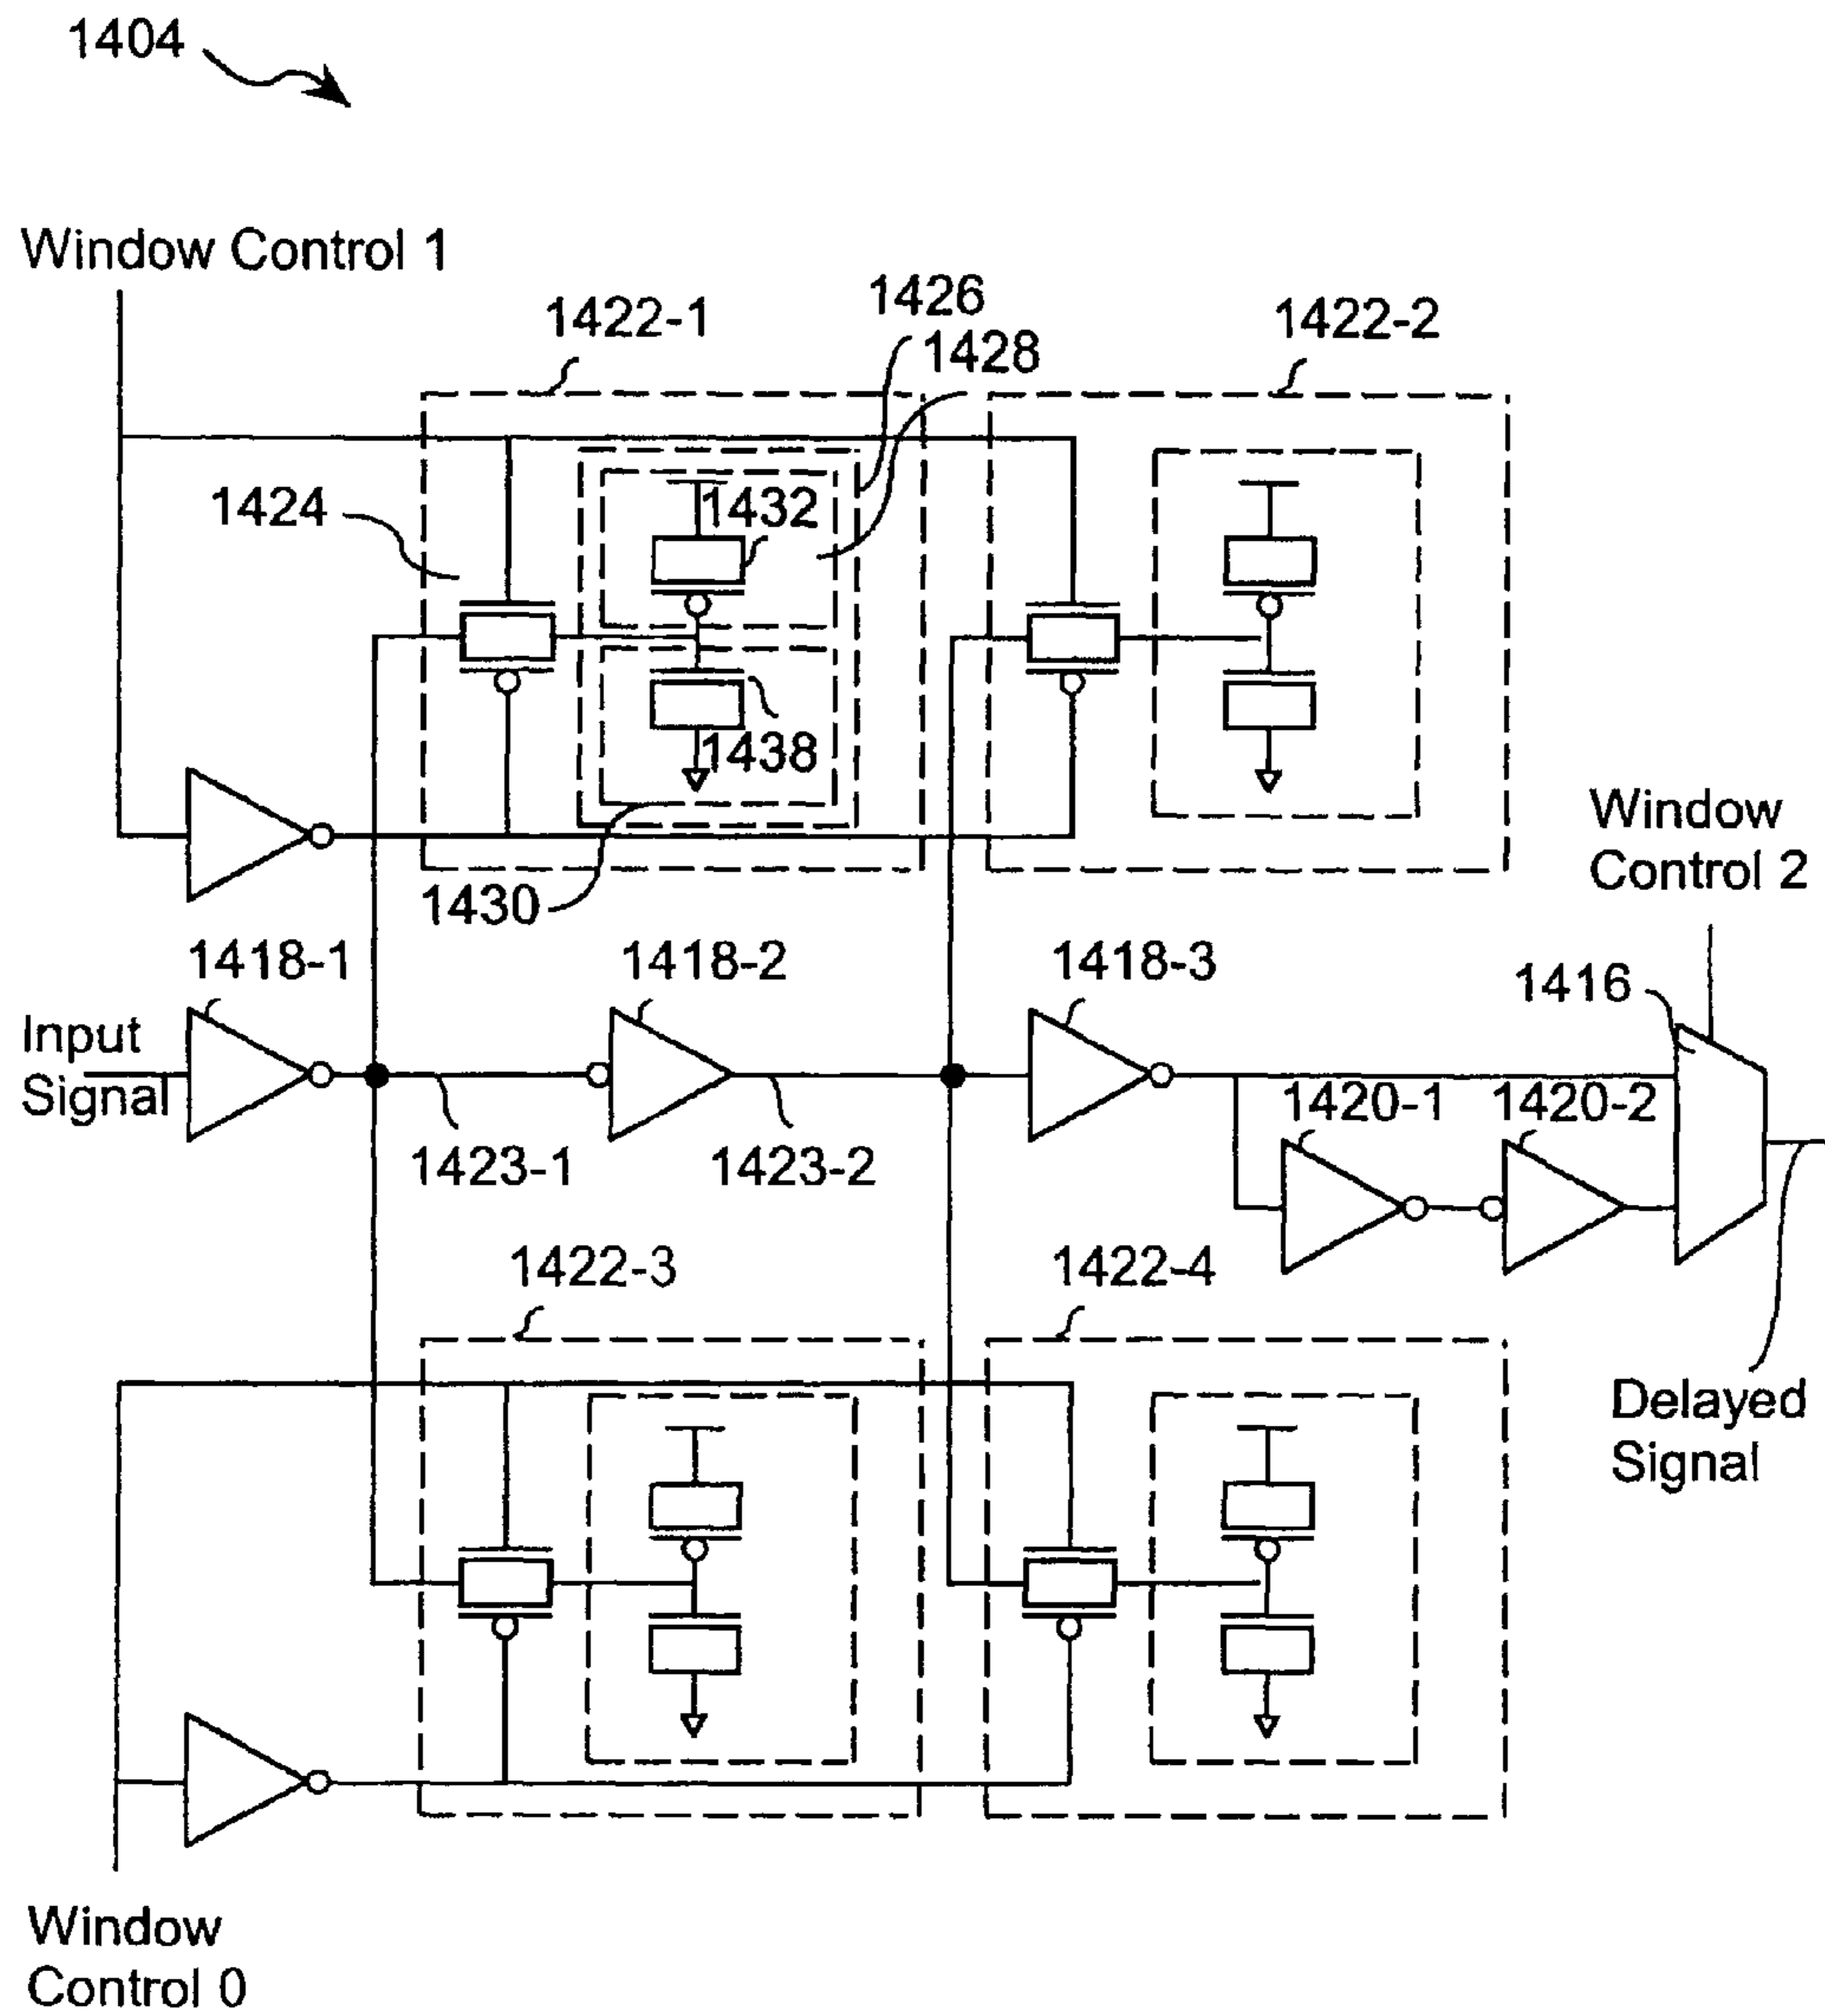 1404
Window Control 1
1422-1
1426
1428
1422-2
1424
1432
1438
1430
Window
Control 2
1418-1
1418-2
1418-3
1416
Input
Signal
1423-1
1423-2
1420-1
1420-2
1422-3
1422-4
Delayed
Signal
Window
Control 0